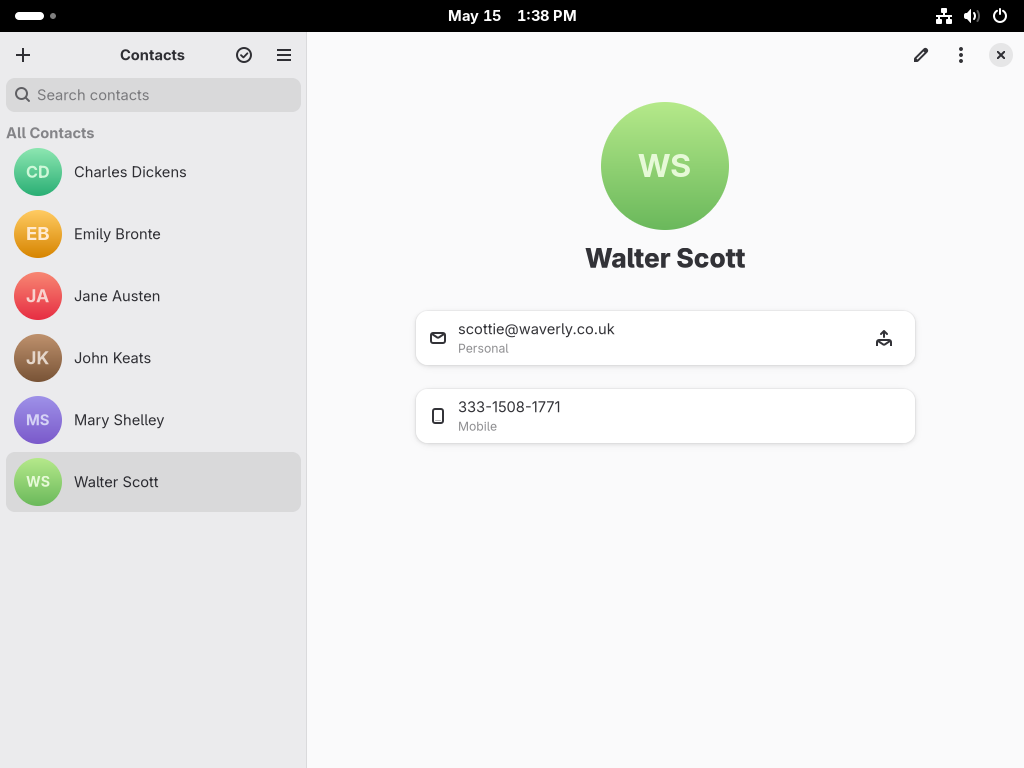 May 15 1:38 PM
Contacts
Search contacts
All Contacts
CD Charles Dickens
EB Emily Bronte
JA Jane Austen
JK John Keats
MS Mary Shelley
WS Walter Scott
WS
Walter Scott
scottie@waverly.co.uk
Personal
333-1508-1771
Mobile